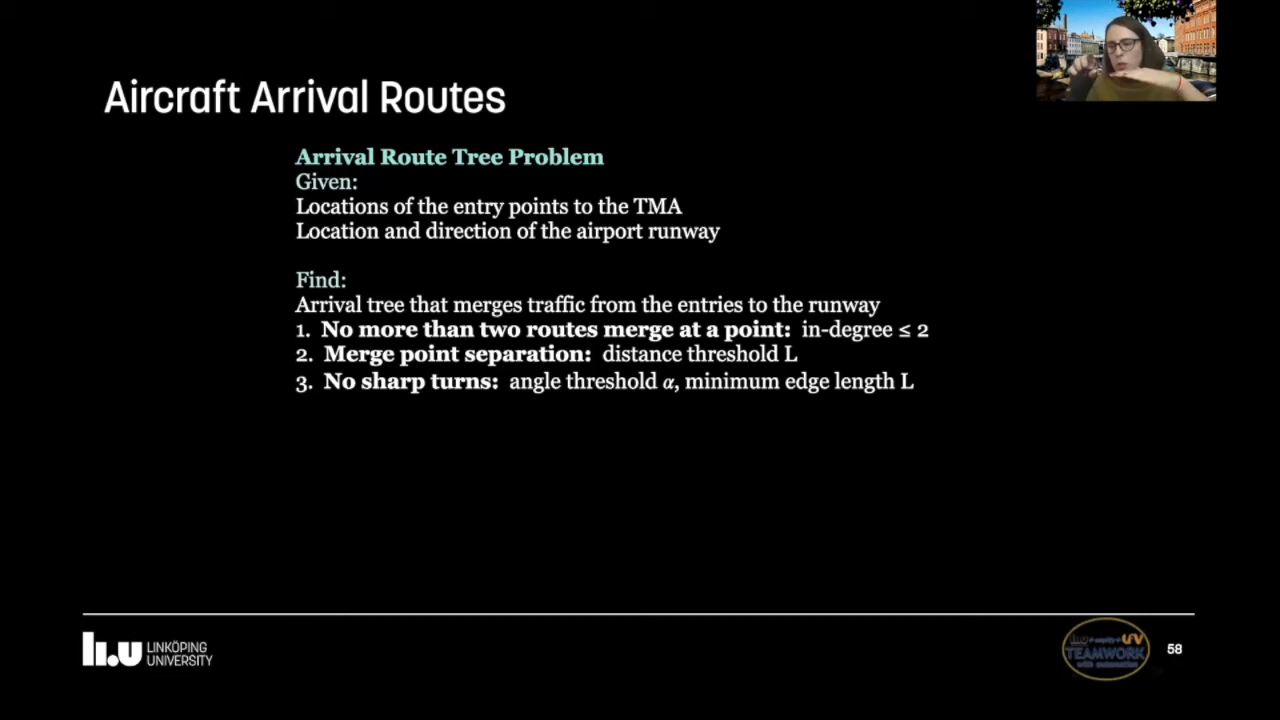 Aircraft Arrival Routes
Arrival Route Tree Problem
Given:
Locations of the entry points to the TMA
Location and direction of the airport runway
Find:
Arrival tree that merges traffic from the entries to the runway
1. No more than two routes merge at a point: in-degree ≤ 2
2. Merge point separation: distance threshold L
3. No sharp turns: angle threshold α, minimum edge length L
LINKÖPING
UNIVERSITY
LFV
TEAMWORK
with automation
58